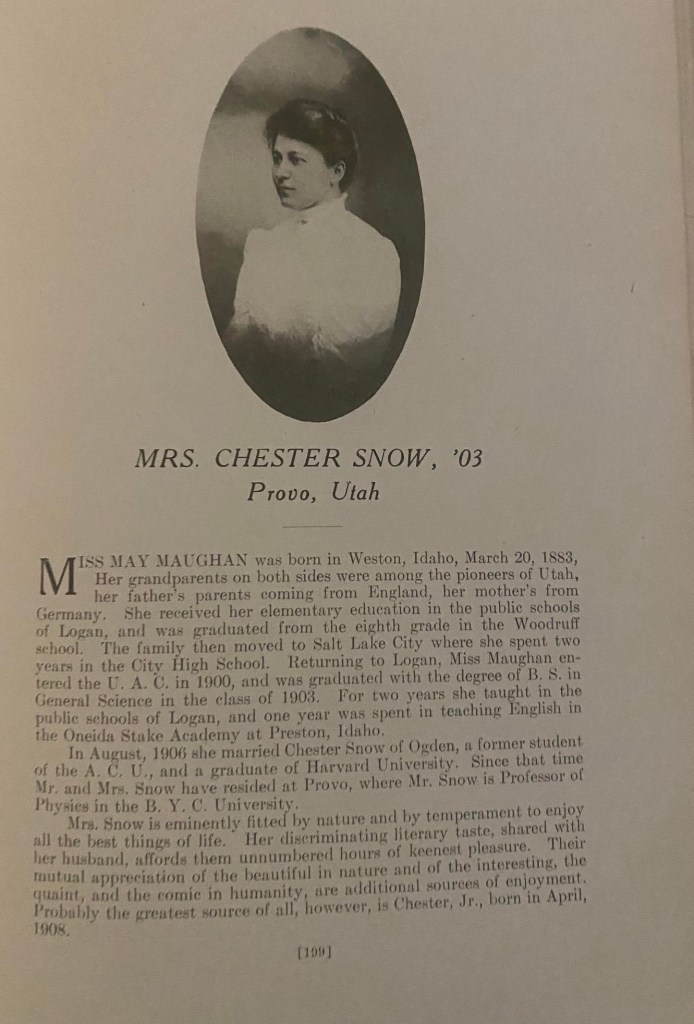 MRS. CHESTER SNOW, '03
Provo, Utah
MISS MAY MAUGHAN was born in Weston, Idaho, March 20, 1883,
Her grandparents on both sides were among the pioneers of Utah,
her father's parents coming from England, her mother's from
Germany. She received her elementary education in the public schools
of Logan, and was graduated from the eighth grade in the Woodruff
school. The family then moved to Salt Lake City where she spent two
years in the City High School. Returning to Logan, Miss Maughan en-
tered the U. A. C. in 1900, and was graduated with the degree of B. S. in
General Science in the class of 1903. For two years she taught in the
public schools of Logan, and one year was spent in teaching English in
the Oneida Stake Academy at Preston, Idaho.
In August, 1906 she married Chester Snow of Ogden, a former student
of the A. C. U., and a graduate of Harvard University. Since that time
Mr. and Mrs. Snow have resided at Provo, where Mr. Snow is Professor of
Physics in the B. Y. C. University.
Mrs. Snow is eminently fitted by nature and by temperament to enjoy
all the best things of life. Her discriminating literary taste, shared with
her husband, affords them unnumbered hours of keenest pleasure. Their
mutual appreciation of the beautiful in nature and of the interesting, the
quaint, and the comic in humanity, are additional sources of enjoyment.
Probably the greatest source of all, however, is Chester, Jr., born in April,
1908.
[109]